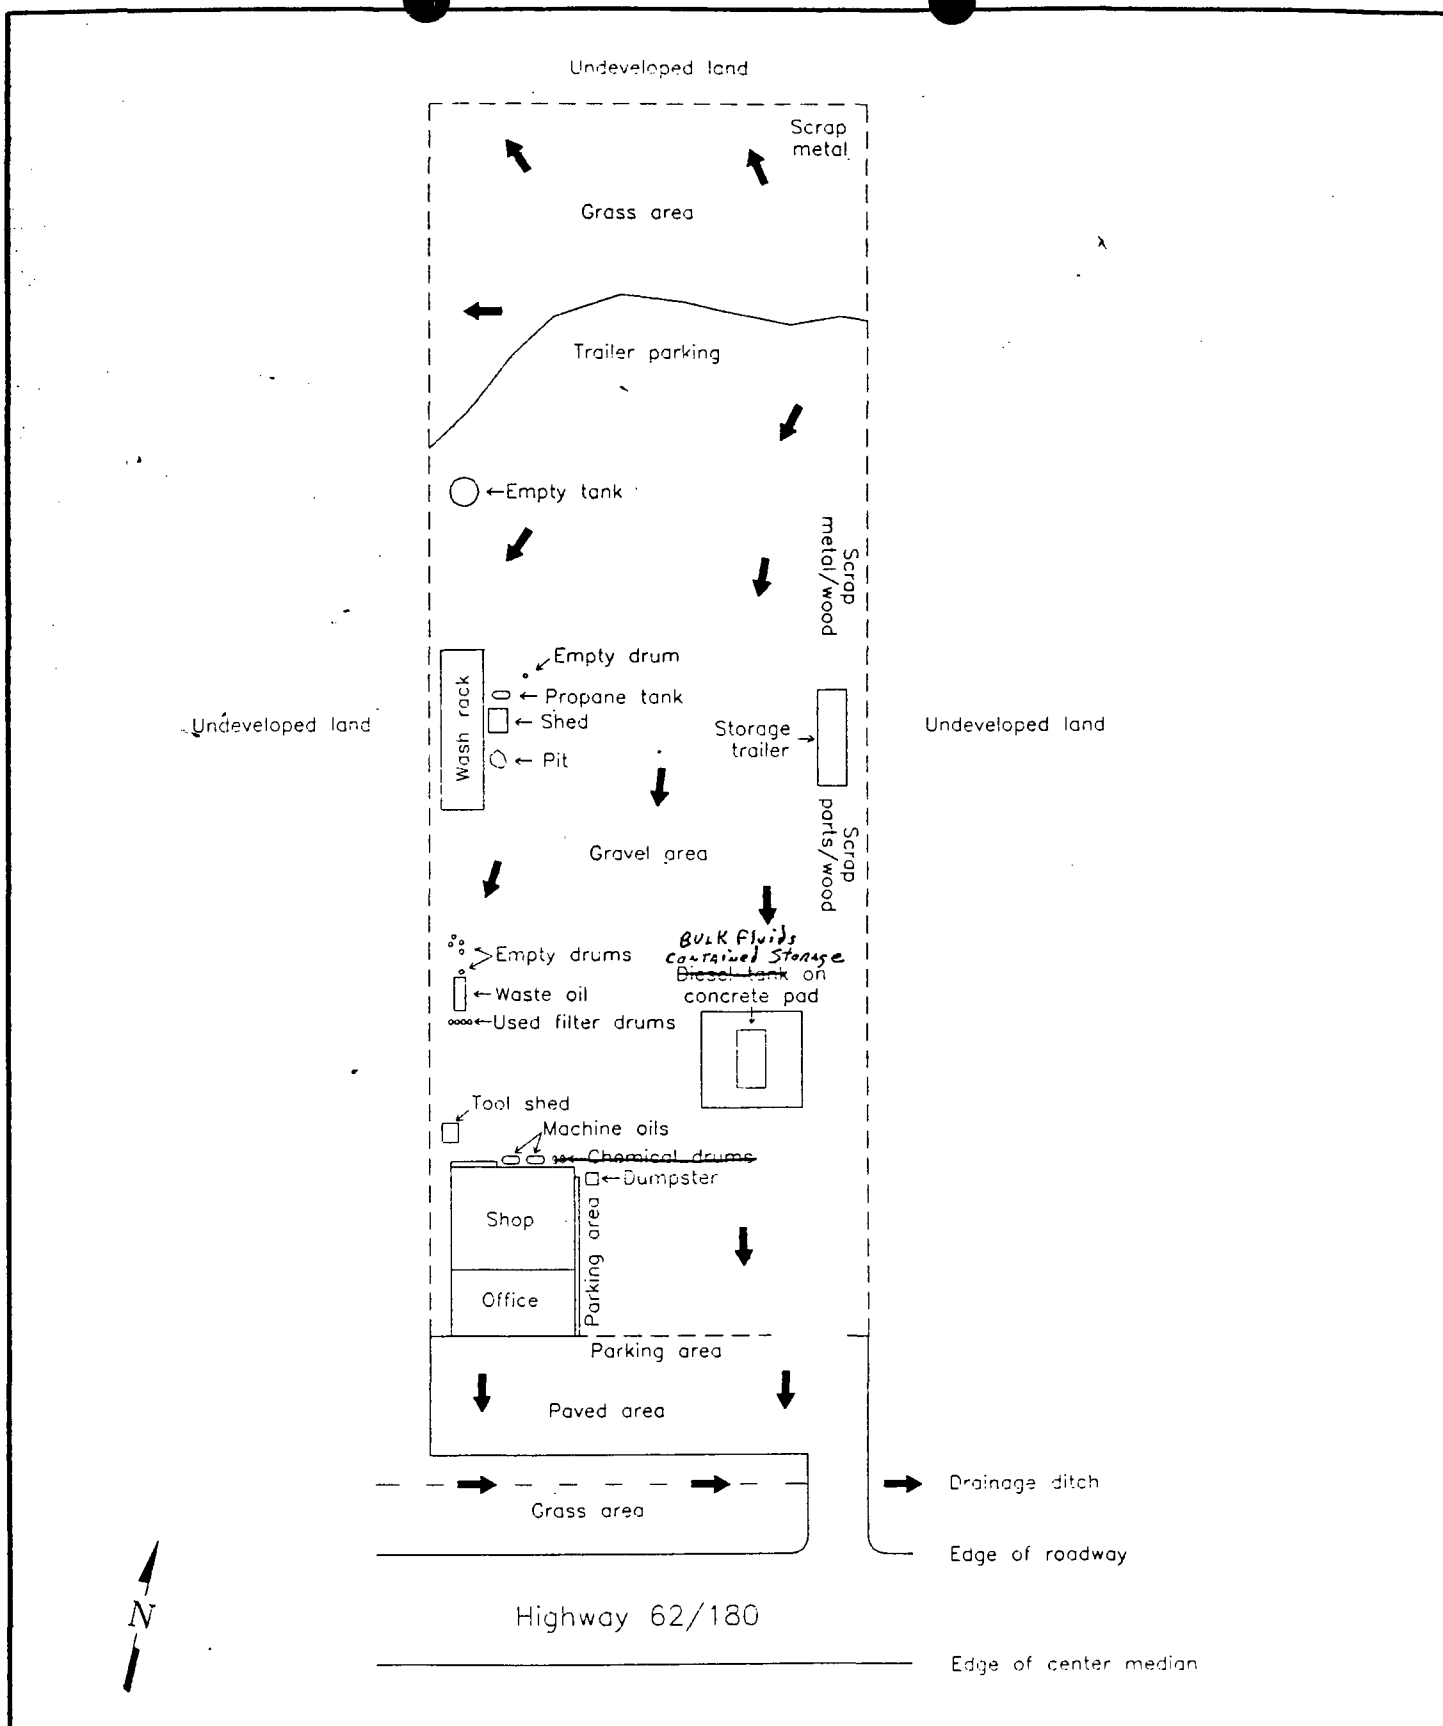 Undeveloped land
Scrap
metal
Grass area
Trailer parking
←Empty tank
Scrap
metal/wood
Empty drum
← Propane tank
← Shed
← Pit
Wash rack
Storage
trailer
Undeveloped land
Undeveloped land
Scrap
parts/wood
Gravel area
BULK Fluids
CONTAINED STORAGE
Diesel tank on
concrete pad
Empty drums
←Waste oil
←Used filter drums
Tool shed
Machine oils
←Chemical drums
←Dumpster
Shop
Parking area
Office
Parking area
Paved area
Drainage ditch
Grass area
Edge of roadway
N
Highway 62/180
Edge of center median